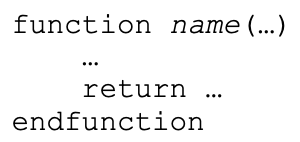 function name(…)
    …
    return …
endfunction